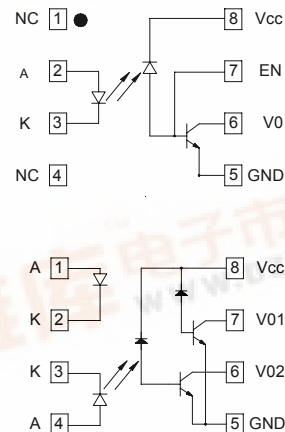 NC 1 8 Vcc
A 2 7 EN
K 3 6 V0
NC 4 5 GND
A 1 8 Vcc
K 2 7 V01
K 3 6 V02
A 4 5 GND